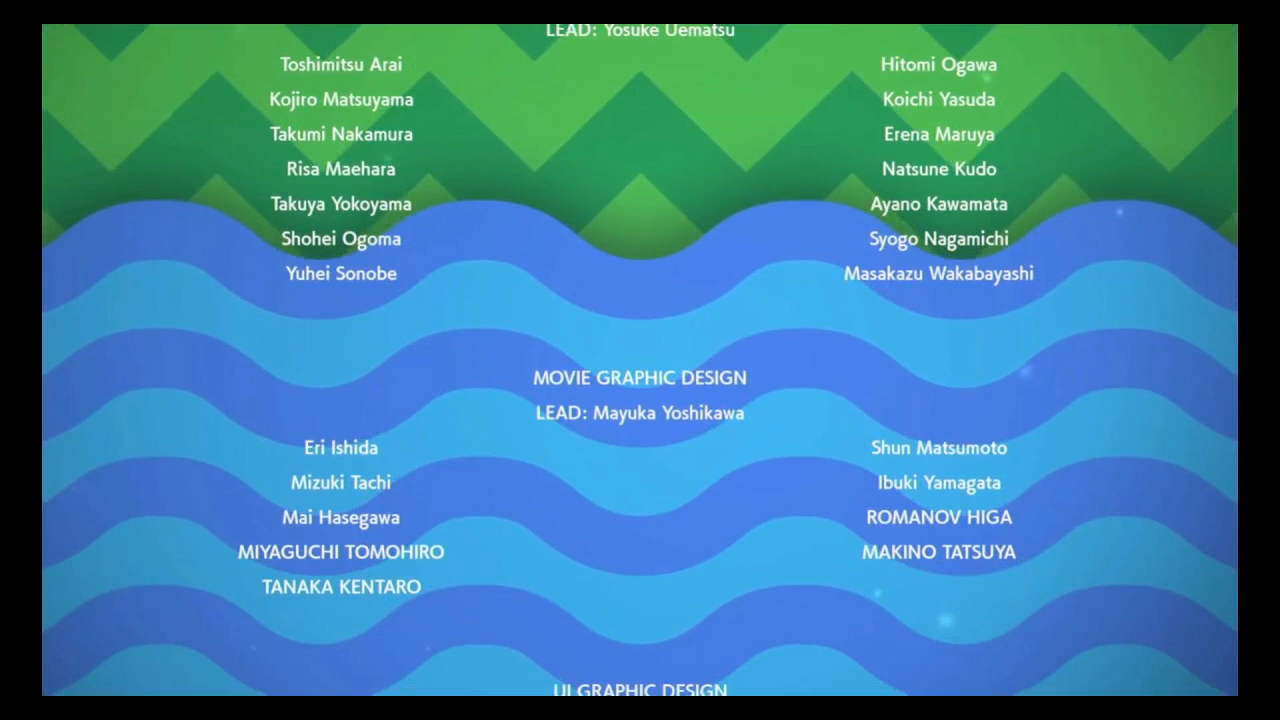 LEAD: Yosuke Uematsu
Toshimitsu Arai Hitomi Ogawa
Kojiro Matsuyama Koichi Yasuda
Takumi Nakamura Erena Maruya
Risa Maehara Natsune Kudo
Takuya Yokoyama Ayano Kawamata
Shohei Ogoma Syogo Nagamichi
Yuhei Sonobe Masakazu Wakabayashi
MOVIE GRAPHIC DESIGN
LEAD: Mayuka Yoshikawa
Eri Ishida Shun Matsumoto
Mizuki Tachi Ibuki Yamagata
Mai Hasegawa ROMANOV HIGA
MIYAGUCHI TOMOHIRO MAKINO TATSUYA
TANAKA KENTARO
UI GRAPHIC DESIGN